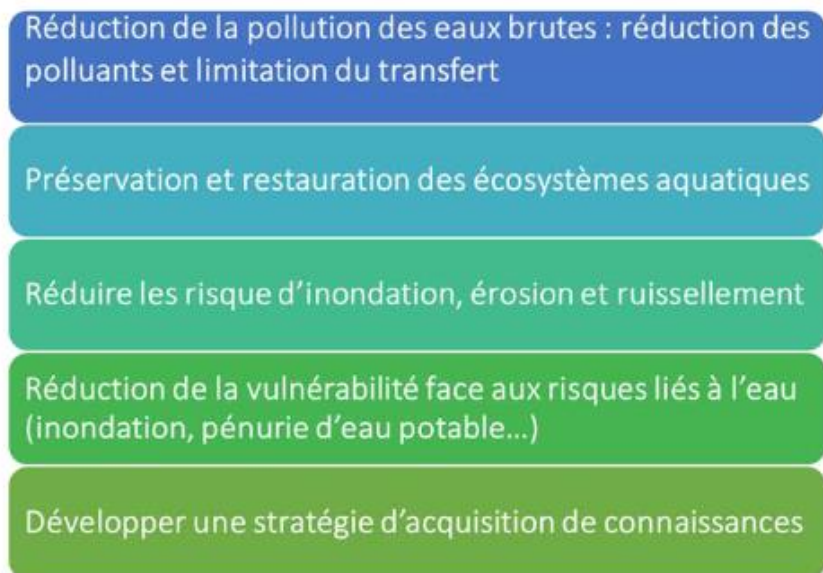 Réduction de la pollution des eaux brutes : réduction des
polluants et limitation du transfert
Préservation et restauration des écosystèmes aquatiques
Réduire les risque d’inondation, érosion et ruissellement
Réduction de la vulnérabilité face aux risques liés à l’eau
(inondation, pénurie d’eau potable…)
Développer une stratégie d’acquisition de connaissances